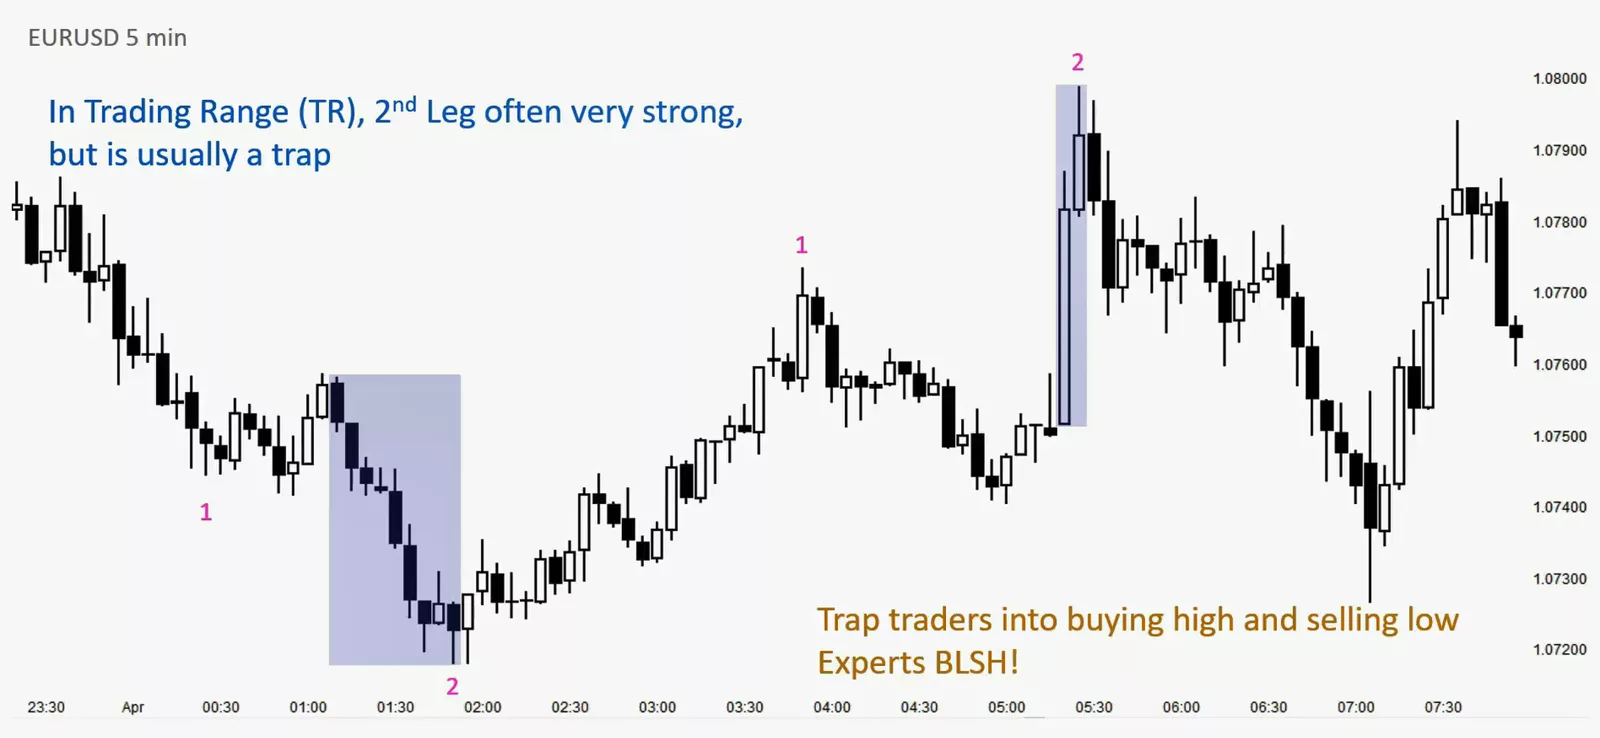 EURUSD 5 min
2
1.08000
In Trading Range (TR), 2nd Leg often very strong,
but is usually a trap
1.07900
1.07800
1
1.07700
1.07600
1.07500
1
1.07400
1.07300
Trap traders into buying high and selling low
Experts BLSH!
1.07200
2
23:30 Apr 00:30 01:00 01:30 02:00 02:30 03:00 03:30 04:00 04:30 05:00 05:30 06:00 06:30 07:00 07:30